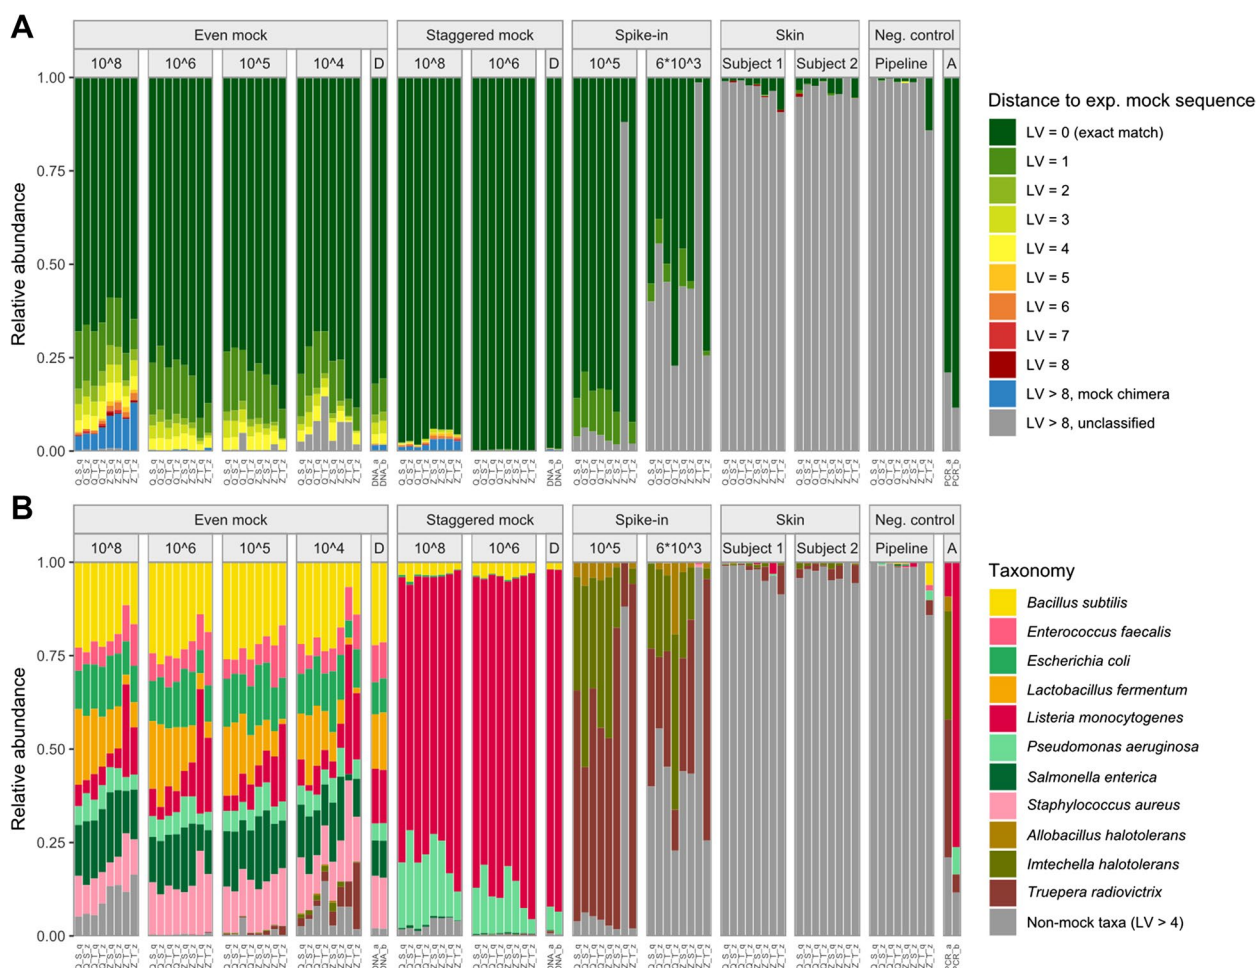 A
Even mock
Staggered mock
Spike-in
Skin
Neg. control
10^8
10^6
10^5
10^4
D
10^8
10^6
D
10^5
6*10^3
Subject 1
Subject 2
Pipeline
A
Relative abundance
1.00
0.75
0.50
0.25
0.00
DNA_a
DNA_b
DNA_a
DNA_b
PCR_a
PCR_b
Distance to exp. mock sequence
LV = 0 (exact match)
LV = 1
LV = 2
LV = 3
LV = 4
LV = 5
LV = 6
LV = 7
LV = 8
LV > 8, mock chimera
LV > 8, unclassified
B
Even mock
Staggered mock
Spike-in
Skin
Neg. control
10^8
10^6
10^5
10^4
D
10^8
10^6
D
10^5
6*10^3
Subject 1
Subject 2
Pipeline
A
Relative abundance
1.00
0.75
0.50
0.25
0.00
Taxonomy
Bacillus subtilis
Enterococcus faecalis
Escherichia coli
Lactobacillus fermentum
Listeria monocytogenes
Pseudomonas aeruginosa
Salmonella enterica
Staphylococcus aureus
Allobacillus halotolerans
Imtechella halotolerans
Truepera radiovictrix
Non-mock taxa (LV > 4)